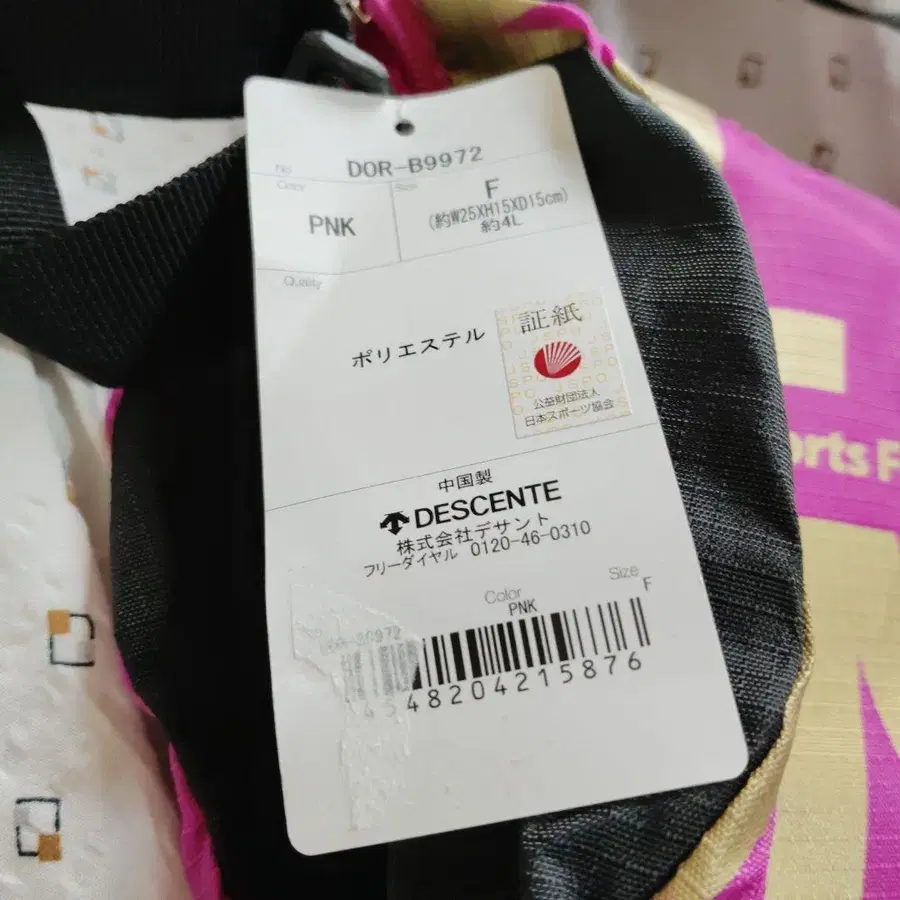 No
DOR-B9972
Color
PNK
Size
F
(約W25XH15XD15cm)
約4L
Quality
ポリエステル
証紙
JSPO
公益財団法人
日本スポーツ協会
中国製
DESCENTE
株式会社デサント
フリーダイヤル 0120-46-0310
DOR-B9972
Color
PNK
Size
F
4548204215876
orts F